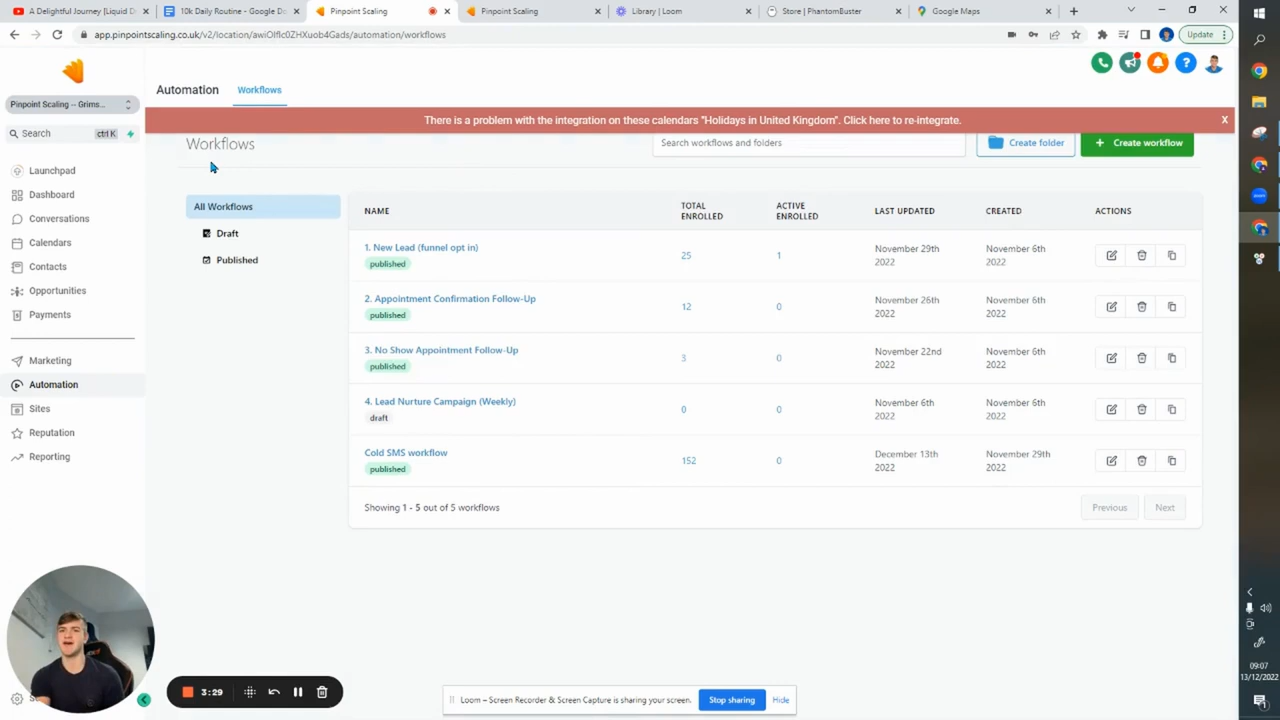 A Delightful Journey [Liquid D
10k Daily Routine - Google Do
Pinpoint Scaling
Pinpoint Scaling
Library | Loom
Store | PhantomBuster
Google Maps
Update
Pinpoint Scaling -- Grims...
Search
ctrl K
Launchpad
Dashboard
Conversations
Calendars
Contacts
Opportunities
Payments
Marketing
Automation
Sites
Reputation
Reporting
Automation
Workflows
There is a problem with the integration on these calendars "Holidays in United Kingdom". Click here to re-integrate.
X
Workflows
Search workflows and folders
Create folder
+ Create workflow
All Workflows
Draft
Published
NAME
TOTAL ENROLLED
ACTIVE ENROLLED
LAST UPDATED
CREATED
ACTIONS
1. New Lead (funnel opt in)
published
25
1
November 29th 2022
November 6th 2022
2. Appointment Confirmation Follow-Up
published
12
0
November 26th 2022
November 6th 2022
3. No Show Appointment Follow-Up
published
3
0
November 22nd 2022
November 6th 2022
4. Lead Nurture Campaign (Weekly)
draft
0
0
November 6th 2022
November 6th 2022
Cold SMS workflow
published
152
0
December 13th 2022
November 29th 2022
Showing 1 - 5 out of 5 workflows
Previous
Next
3:29
Loom – Screen Recorder & Screen Capture is sharing your screen.
Stop sharing
Hide
09:07
13/12/2022